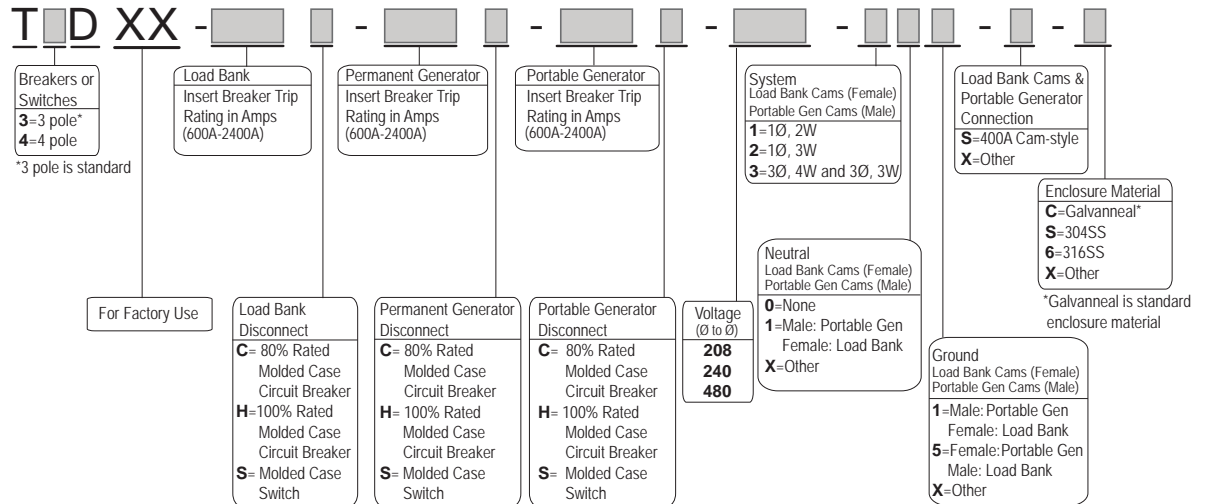 T D XX - - - - - -
Breakers or
Switches
3=3 pole*
4=4 pole
*3 pole is standard
Load Bank
Insert Breaker Trip
Rating in Amps
(600A-2400A)
Permanent Generator
Insert Breaker Trip
Rating in Amps
(600A-2400A)
Portable Generator
Insert Breaker Trip
Rating in Amps
(600A-2400A)
System
Load Bank Cams (Female)
Portable Gen Cams (Male)
1=1Ø, 2W
2=1Ø, 3W
3=3Ø, 4W and 3Ø, 3W
Load Bank Cams &
Portable Generator
Connection
S=400A Cam-style
X=Other
Enclosure Material
C=Galvanneal*
S=304SS
6=316SS
X=Other
*Galvanneal is standard
enclosure material
For Factory Use
Load Bank
Disconnect
C= 80% Rated
Molded Case
Circuit Breaker
H=100% Rated
Molded Case
Circuit Breaker
S= Molded Case
Switch
Permanent Generator
Disconnect
C= 80% Rated
Molded Case
Circuit Breaker
H= 100% Rated
Molded Case
Circuit Breaker
S= Molded Case
Switch
Portable Generator
Disconnect
C= 80% Rated
Molded Case
Circuit Breaker
H= 100% Rated
Molded Case
Circuit Breaker
S= Molded Case
Switch
Voltage
(Ø to Ø)
208
240
480
Neutral
Load Bank Cams (Female)
Portable Gen Cams (Male)
0=None
1=Male: Portable Gen
Female: Load Bank
X=Other
Ground
Load Bank Cams (Female)
Portable Gen Cams (Male)
1=Male: Portable Gen
Female: Load Bank
5=Female:Portable Gen
Male: Load Bank
X=Other